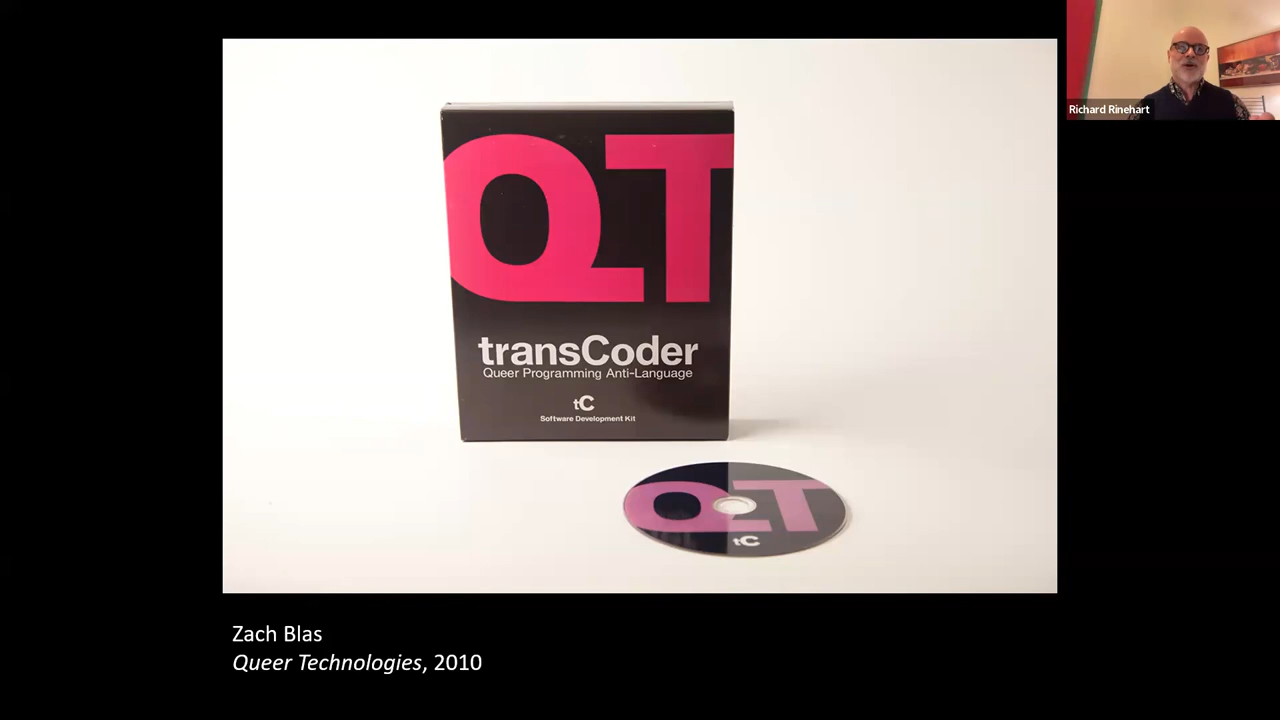 Richard Rinehart
QT
transCoder
Queer Programming Anti-Language
tC
Software Development Kit
QT
tC
Zach Blas
Queer Technologies, 2010